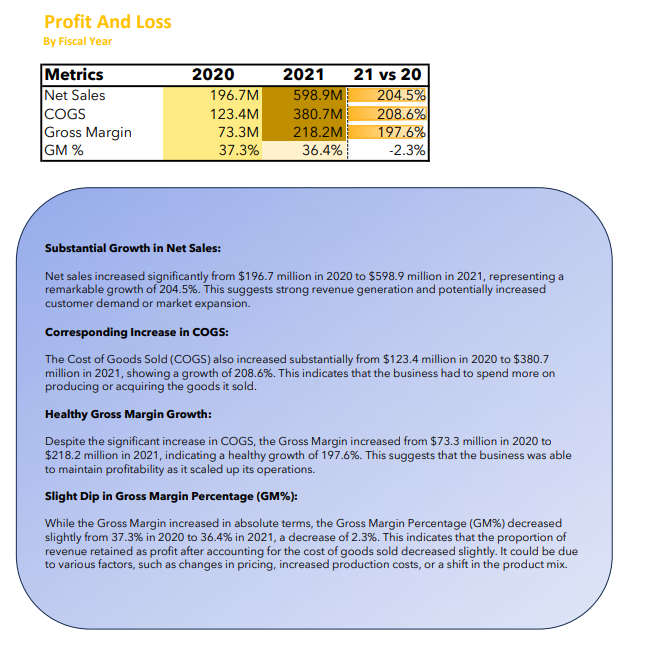 Profit And Loss
By Fiscal Year
Metrics 2020 2021 21 vs 20
Net Sales 196.7M 598.9M 204.5%
COGS 123.4M 380.7M 208.6%
Gross Margin 73.3M 218.2M 197.6%
GM % 37.3% 36.4% -2.3%
Substantial Growth in Net Sales:
Net sales increased significantly from $196.7 million in 2020 to $598.9 million in 2021, representing a
remarkable growth of 204.5%. This suggests strong revenue generation and potentially increased
customer demand or market expansion.
Corresponding Increase in COGS:
The Cost of Goods Sold (COGS) also increased substantially from $123.4 million in 2020 to $380.7
million in 2021, showing a growth of 208.6%. This indicates that the business had to spend more on
producing or acquiring the goods it sold.
Healthy Gross Margin Growth:
Despite the significant increase in COGS, the Gross Margin increased from $73.3 million in 2020 to
$218.2 million in 2021, indicating a healthy growth of 197.6%. This suggests that the business was able
to maintain profitability as it scaled up its operations.
Slight Dip in Gross Margin Percentage (GM%):
While the Gross Margin increased in absolute terms, the Gross Margin Percentage (GM%) decreased
slightly from 37.3% in 2020 to 36.4% in 2021, a decrease of 2.3%. This indicates that the proportion of
revenue retained as profit after accounting for the cost of goods sold decreased slightly. It could be due
to various factors, such as changes in pricing, increased production costs, or a shift in the product mix.